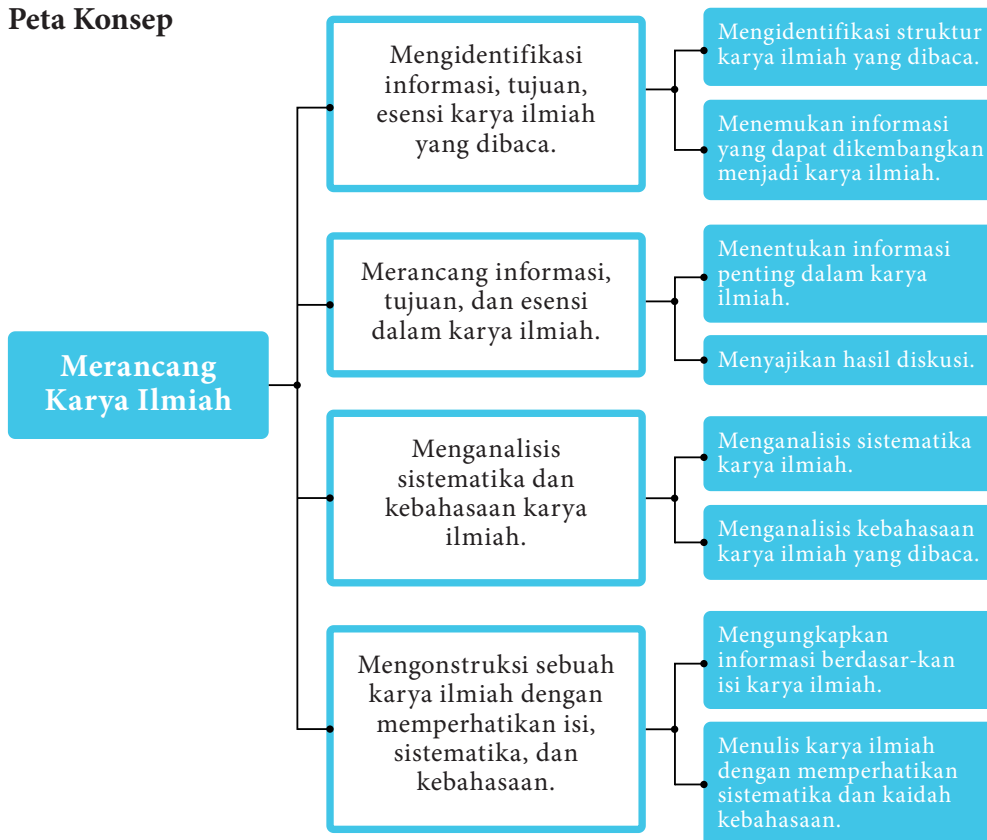 Peta Konsep
Merancang
Karya Ilmiah
Mengidentifikasi
informasi, tujuan,
esensi karya ilmiah
yang dibaca.
Mengidentifikasi struktur
karya ilmiah yang dibaca.
Menemukan informasi
yang dapat dikembangkan
menjadi karya ilmiah.
Merancang informasi,
tujuan, dan esensi
dalam karya ilmiah.
Menentukan informasi
penting dalam karya
ilmiah.
Menyajikan hasil diskusi.
Menganalisis
sistematika dan
kebahasaan karya
ilmiah.
Menganalisis sistematika
karya ilmiah.
Menganalisis kebahasaan
karya ilmiah yang dibaca.
Mengonstruksi sebuah
karya ilmiah dengan
memperhatikan isi,
sistematika, dan
kebahasaan.
Mengungkapkan
informasi berdasar-kan
isi karya ilmiah.
Menulis karya ilmiah
dengan memperhatikan
sistematika dan kaidah
kebahasaan.